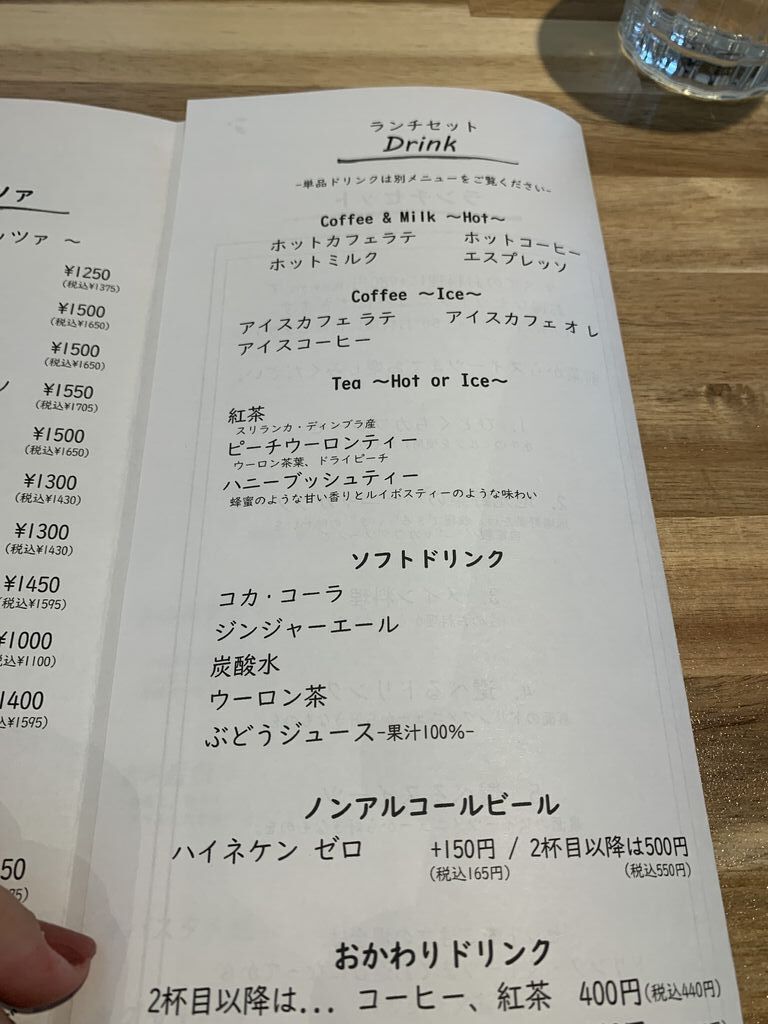 ッツァ ～
¥1250
(税込¥1375)
¥1500
(税込¥1650)
¥1500
(税込¥1650)
¥1550
(税込¥1705)
¥1500
(税込¥1650)
¥1300
(税込¥1430)
¥1300
(税込¥1430)
¥1450
(税込¥1595)
¥1000
税込¥1100)
1400
込¥1595)
50
ランチセット
Drink
-単品ドリンクは別メニューをご覧ください-
Coffee & Milk ～Hot～
ホットカフェラテ ホットコーヒー
ホットミルク エスプレッソ
Coffee ～Ice～
アイスカフェ ラテ アイスカフェ オ レ
アイスコーヒー
Tea ～Hot or Ice～
紅茶
スリランカ・ディンブラ産
ピーチウーロンティー
ウーロン茶葉、ドライピーチ
ハニーブッシュティー
蜂蜜のような甘い香りとルイボスティーのような味わい
ソフトドリンク
コカ・コーラ
ジンジャーエール
炭酸水
ウーロン茶
ぶどうジュース-果汁100%-
ノンアルコールビール
ハイネケン ゼロ +150円 / 2杯目以降は500円
(税込165円) (税込550円)
おかわりドリンク
2杯目以降は... コーヒー、紅茶 400円(税込440円)